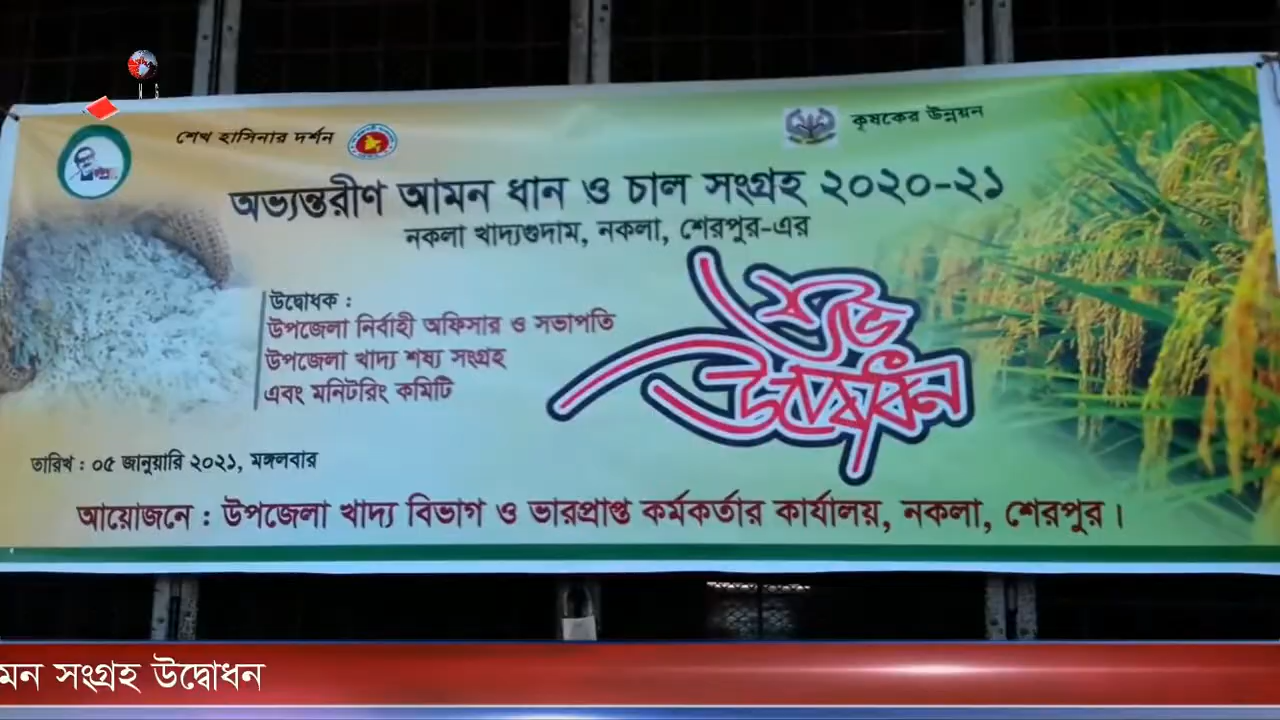 শেখ হাসিনার দর্শন
কৃষকের উন্নয়ন
অভ্যন্তরীণ আমন ধান ও চাল সংগ্রহ ২০২০-২১
নকলা খাদ্যগুদাম, নকলা, শেরপুর-এর
শুভ
উদ্বোধন
উদ্বোধক :
উপজেলা নির্বাহী অফিসার ও সভাপতি
উপজেলা খাদ্য শষ্য সংগ্রহ
এবং মনিটরিং কমিটি
তারিখ : ০৫ জানুয়ারি ২০২১, মঙ্গলবার
আয়োজনে : উপজেলা খাদ্য বিভাগ ও ভারপ্রাপ্ত কর্মকর্তার কার্যালয়, নকলা, শেরপুর।
মন সংগ্রহ উদ্বোধন